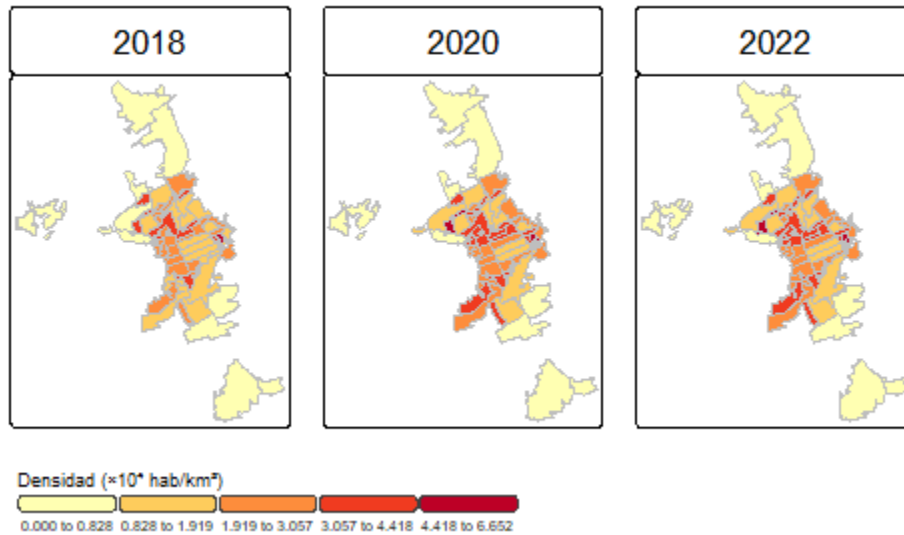 2018
2020
2022
Densidad (×10⁴ hab/km²)
0.000 to 0.828 0.828 to 1.919 1.919 to 3.057 3.057 to 4.418 4.418 to 6.652